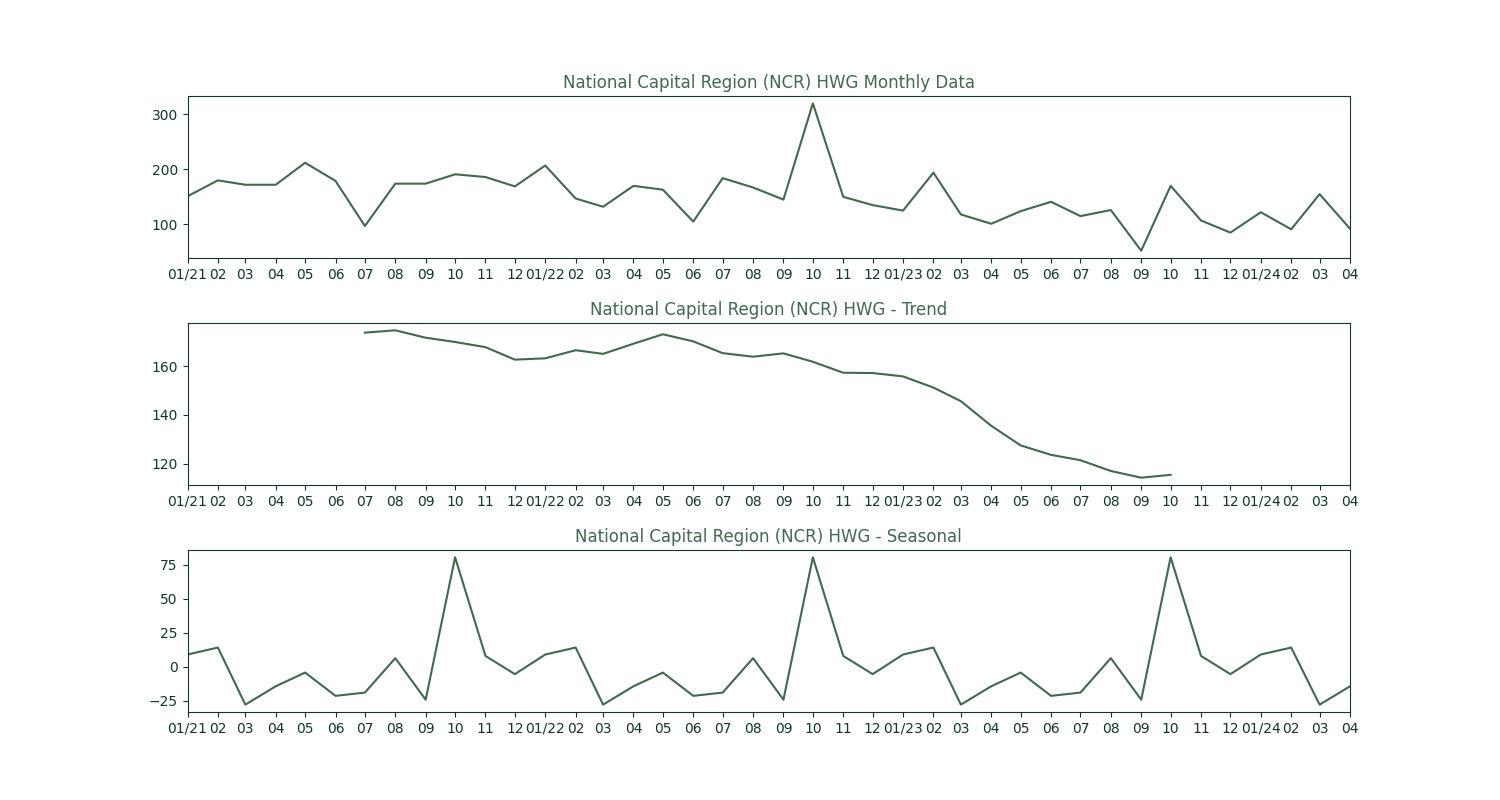 National Capital Region (NCR) HWG Monthly Data
300
200
100
01/21 02 03 04 05 06 07 08 09 10 11 12 01/22 02 03 04 05 06 07 08 09 10 11 12 01/23 02 03 04 05 06 07 08 09 10 11 12 01/24 02 03 04
National Capital Region (NCR) HWG - Trend
160
140
120
01/21 02 03 04 05 06 07 08 09 10 11 12 01/22 02 03 04 05 06 07 08 09 10 11 12 01/23 02 03 04 05 06 07 08 09 10 11 12 01/24 02 03 04
National Capital Region (NCR) HWG - Seasonal
75
50
25
0
−25
01/21 02 03 04 05 06 07 08 09 10 11 12 01/22 02 03 04 05 06 07 08 09 10 11 12 01/23 02 03 04 05 06 07 08 09 10 11 12 01/24 02 03 04